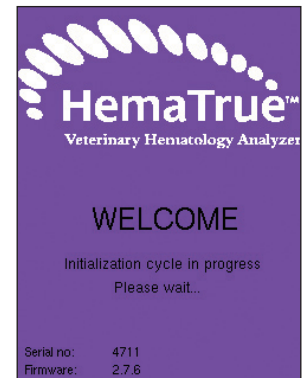 HemaTrue™
Veterinary Hematology Analyzer
WELCOME
Initialization cycle in progress
Please wait...
Serial no: 4711
Firmware: 2.7.6